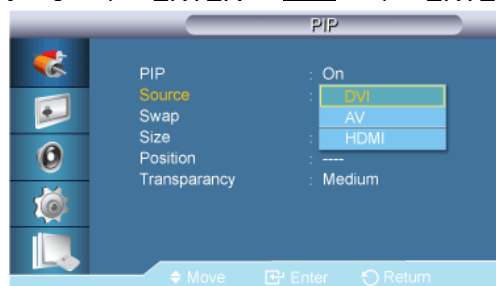 PIP
PIP : On
Source : DVI
Swap AV
Size : HDMI
Position : ----
Transparancy : Medium
Move Enter Return